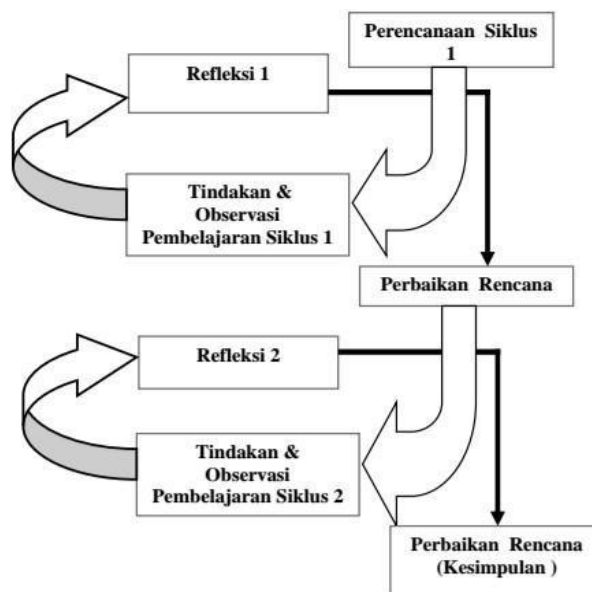 Perencanaan Siklus
1
Refleksi 1
Tindakan &
Observasi
Pembelajaran Siklus 1
Perbaikan Rencana
Refleksi 2
Tindakan &
Observasi
Pembelajaran Siklus 2
Perbaikan Rencana
(Kesimpulan )